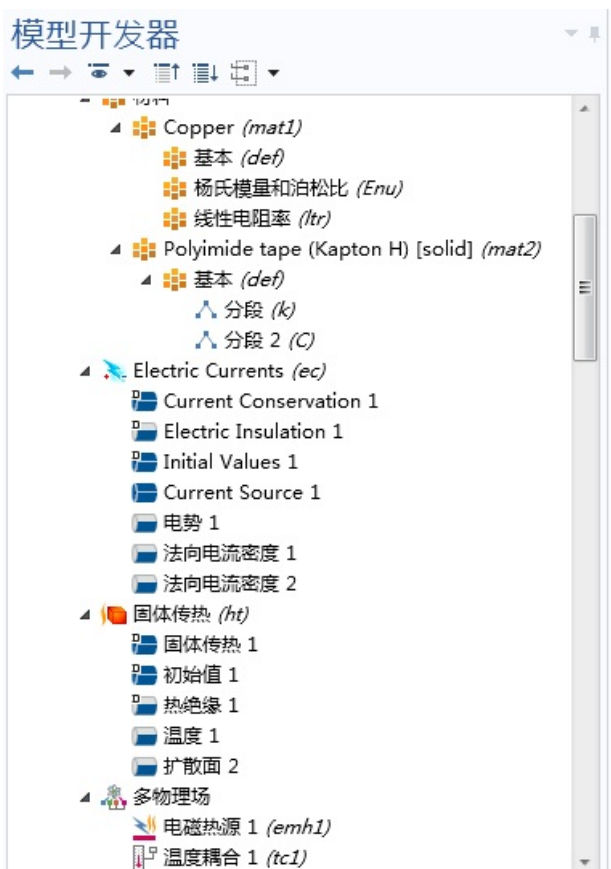 模型开发器
材料
Copper (mat1)
基本 (def)
杨氏模量和泊松比 (Enu)
线性电阻率 (ltr)
Polyimide tape (Kapton H) [solid] (mat2)
基本 (def)
分段 (k)
分段 2 (C)
Electric Currents (ec)
Current Conservation 1
Electric Insulation 1
Initial Values 1
Current Source 1
电势 1
法向电流密度 1
法向电流密度 2
固体传热 (ht)
固体传热 1
初始值 1
热绝缘 1
温度 1
扩散面 2
多物理场
电磁热源 1 (emh1)
温度耦合 1 (tc1)